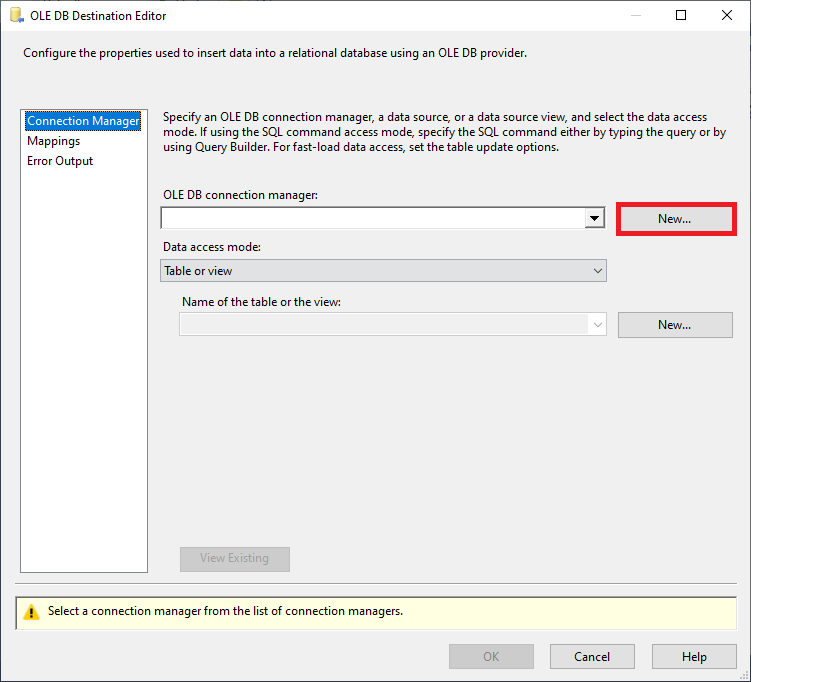 OLE DB Destination Editor
Configure the properties used to insert data into a relational database using an OLE DB provider.
Connection Manager
Mappings
Error Output
Specify an OLE DB connection manager, a data source, or a data source view, and select the data access
mode. If using the SQL command access mode, specify the SQL command either by typing the query or by
using Query Builder. For fast-load data access, set the table update options.
OLE DB connection manager:
New...
Data access mode:
Table or view
Name of the table or the view:
New...
View Existing
Select a connection manager from the list of connection managers.
OK
Cancel
Help